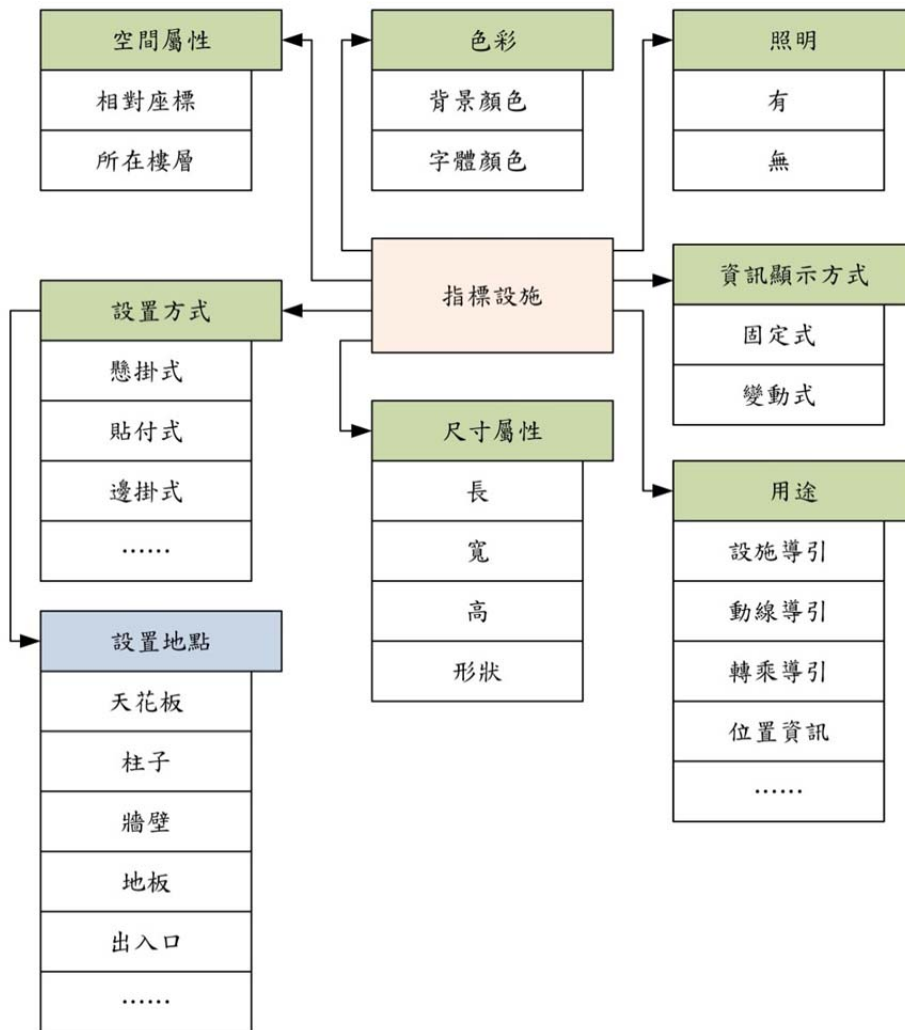 空間屬性
相對座標
所在樓層
色彩
背景顏色
字體顏色
照明
有
無
指標設施
資訊顯示方式
固定式
變動式
設置方式
懸掛式
貼付式
邊掛式
……
尺寸屬性
長
寬
高
形狀
用途
設施導引
動線導引
轉乘導引
位置資訊
……
設置地點
天花板
柱子
牆壁
地板
出入口
……